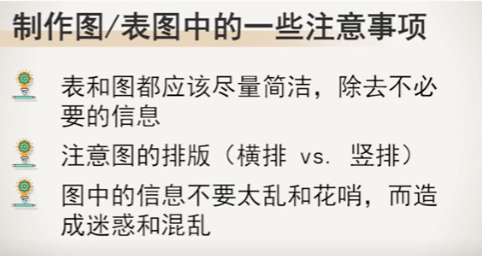 制作图/表图中的一些注意事项
表和图都应该尽量简洁，除去不必
要的信息
注意图的排版（横排 vs. 竖排）
图中的信息不要太乱和花哨，而造
成迷惑和混乱